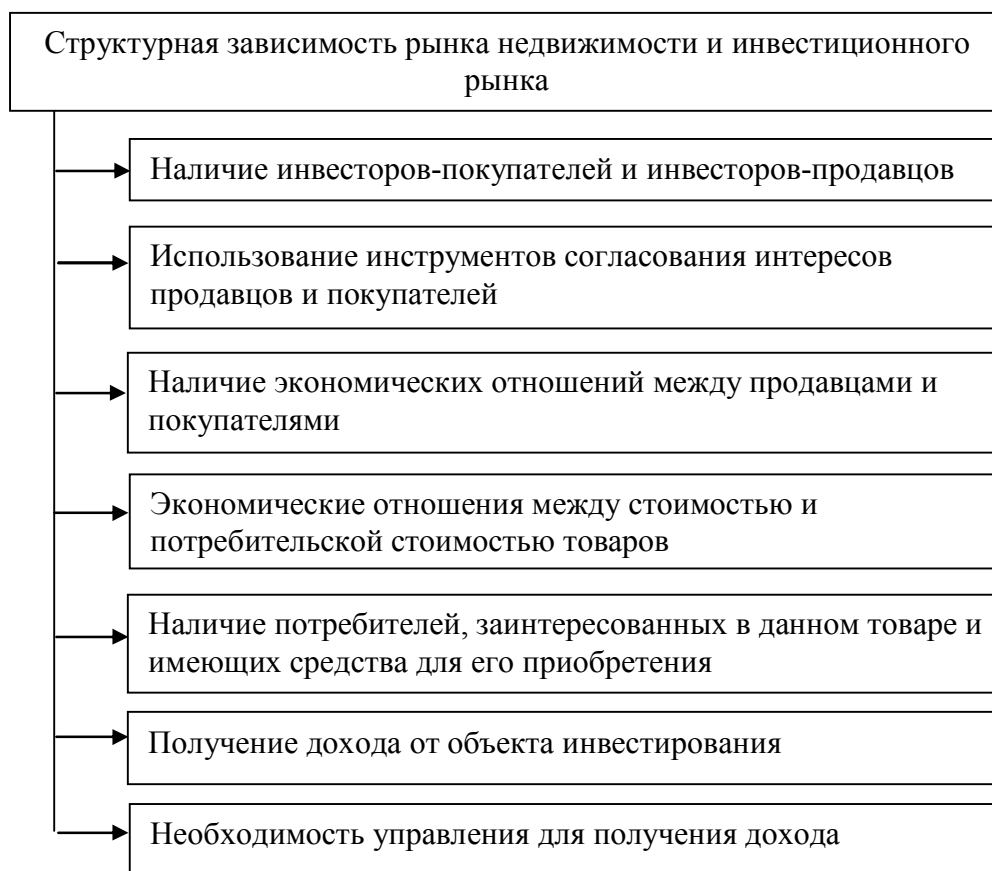 Структурная зависимость рынка недвижимости и инвестиционного
рынка
Наличие инвесторов-покупателей и инвесторов-продавцов
Использование инструментов согласования интересов
продавцов и покупателей
Наличие экономических отношений между продавцами и
покупателями
Экономические отношения между стоимостью и
потребительской стоимостью товаров
Наличие потребителей, заинтересованных в данном товаре и
имеющих средства для его приобретения
Получение дохода от объекта инвестирования
Необходимость управления для получения дохода